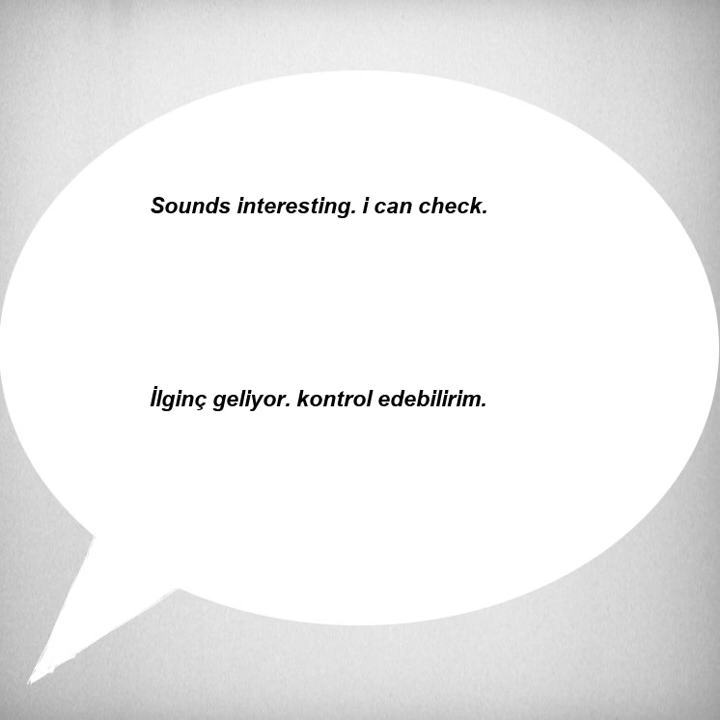 Sounds interesting. i can check.
İlginç geliyor. kontrol edebilirim.